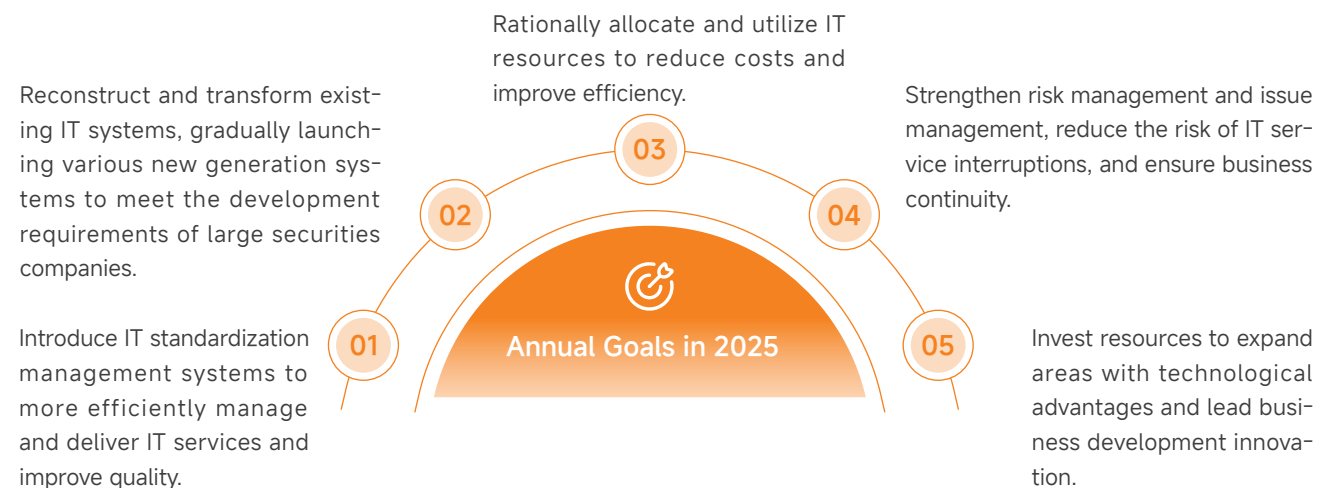 Annual Goals in 2025
01
Introduce IT standardization
management systems to
more efficiently manage
and deliver IT services and
improve quality.
02
Reconstruct and transform exist-
ing IT systems, gradually launch-
ing various new generation sys-
tems to meet the development
requirements of large securities
companies.
03
Rationally allocate and utilize IT
resources to reduce costs and
improve efficiency.
04
Strengthen risk management and issue
management, reduce the risk of IT ser-
vice interruptions, and ensure business
continuity.
05
Invest resources to expand
areas with technological
advantages and lead busi-
ness development innova-
tion.